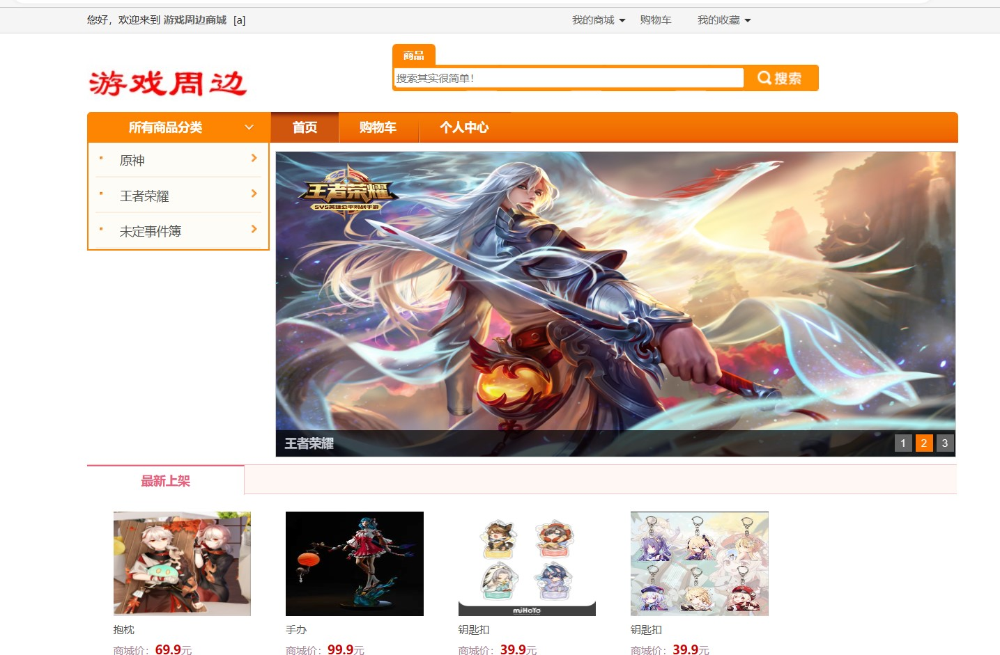 您好，欢迎来到 游戏周边商城 [a]
我的商城 购物车 我的收藏
商品
游戏周边
搜索其实很简单！ 搜索
所有商品分类 首页 购物车 个人中心
原神
王者荣耀
未定事件簿
王者荣耀
5V5英雄公平对战手游
王者荣耀 1 2 3
最新上架
miHoYo
抱枕 手办 钥匙扣 钥匙扣
商城价：69.9元 商城价：99.9元 商城价：39.9元 商城价：39.9元